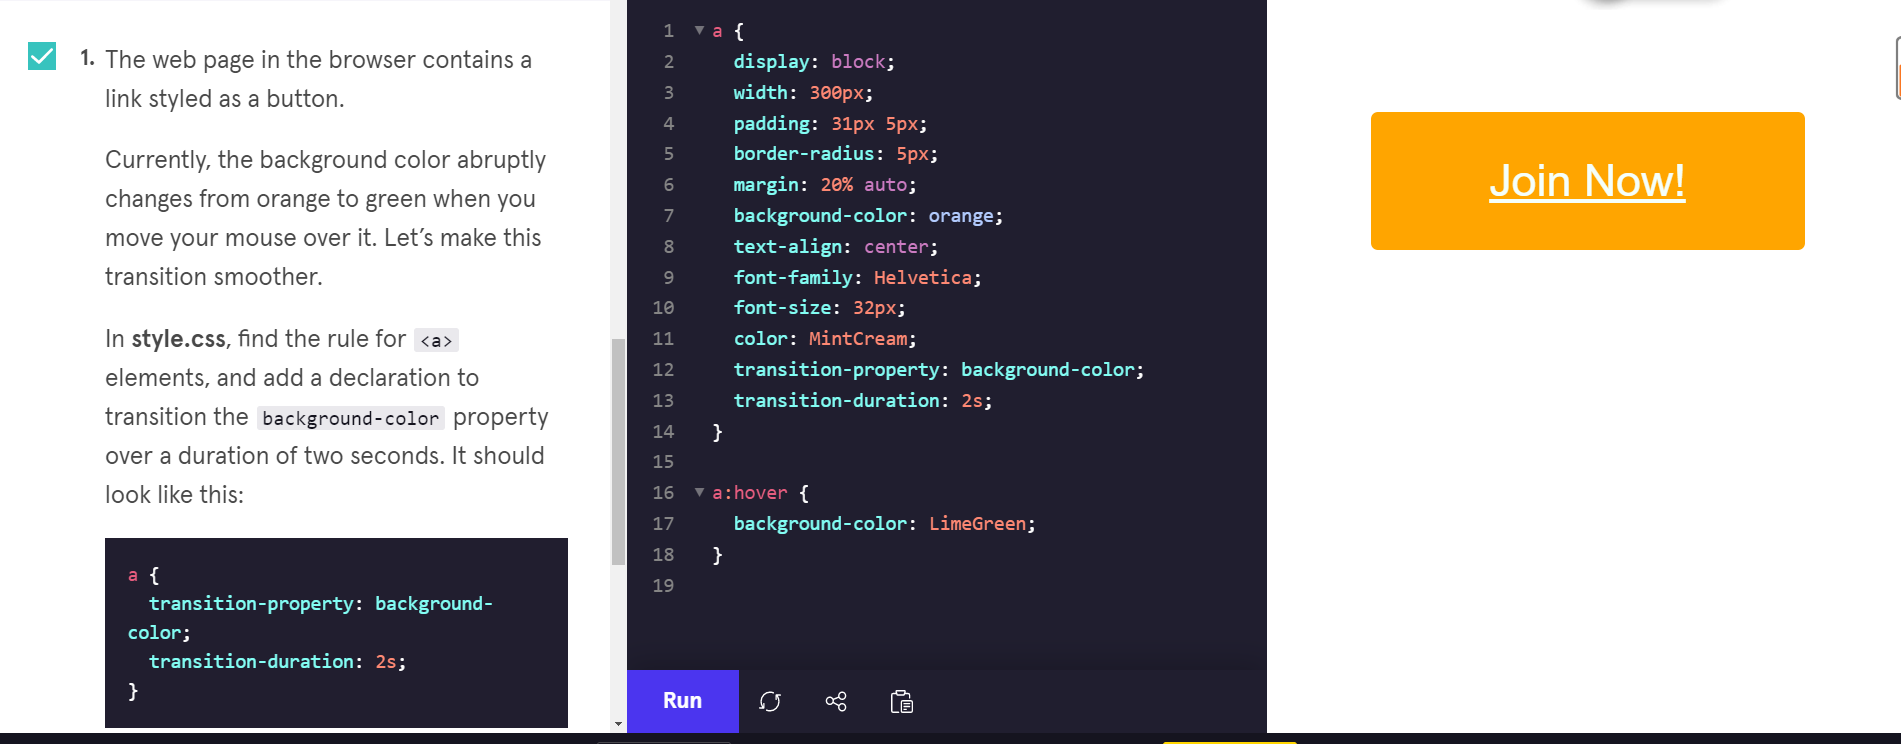 1. The web page in the browser contains a
link styled as a button.
Currently, the background color abruptly
changes from orange to green when you
move your mouse over it. Let’s make this
transition smoother.
In style.css, find the rule for <a>
elements, and add a declaration to
transition the background-color property
over a duration of two seconds. It should
look like this:
a {
transition-property: background-
color;
transition-duration: 2s;
}
1 a {
2 display: block;
3 width: 300px;
4 padding: 31px 5px;
5 border-radius: 5px;
6 margin: 20% auto;
7 background-color: orange;
8 text-align: center;
9 font-family: Helvetica;
10 font-size: 32px;
11 color: MintCream;
12 transition-property: background-color;
13 transition-duration: 2s;
14 }
15
16 a:hover {
17 background-color: LimeGreen;
18 }
19
Run
Join Now!